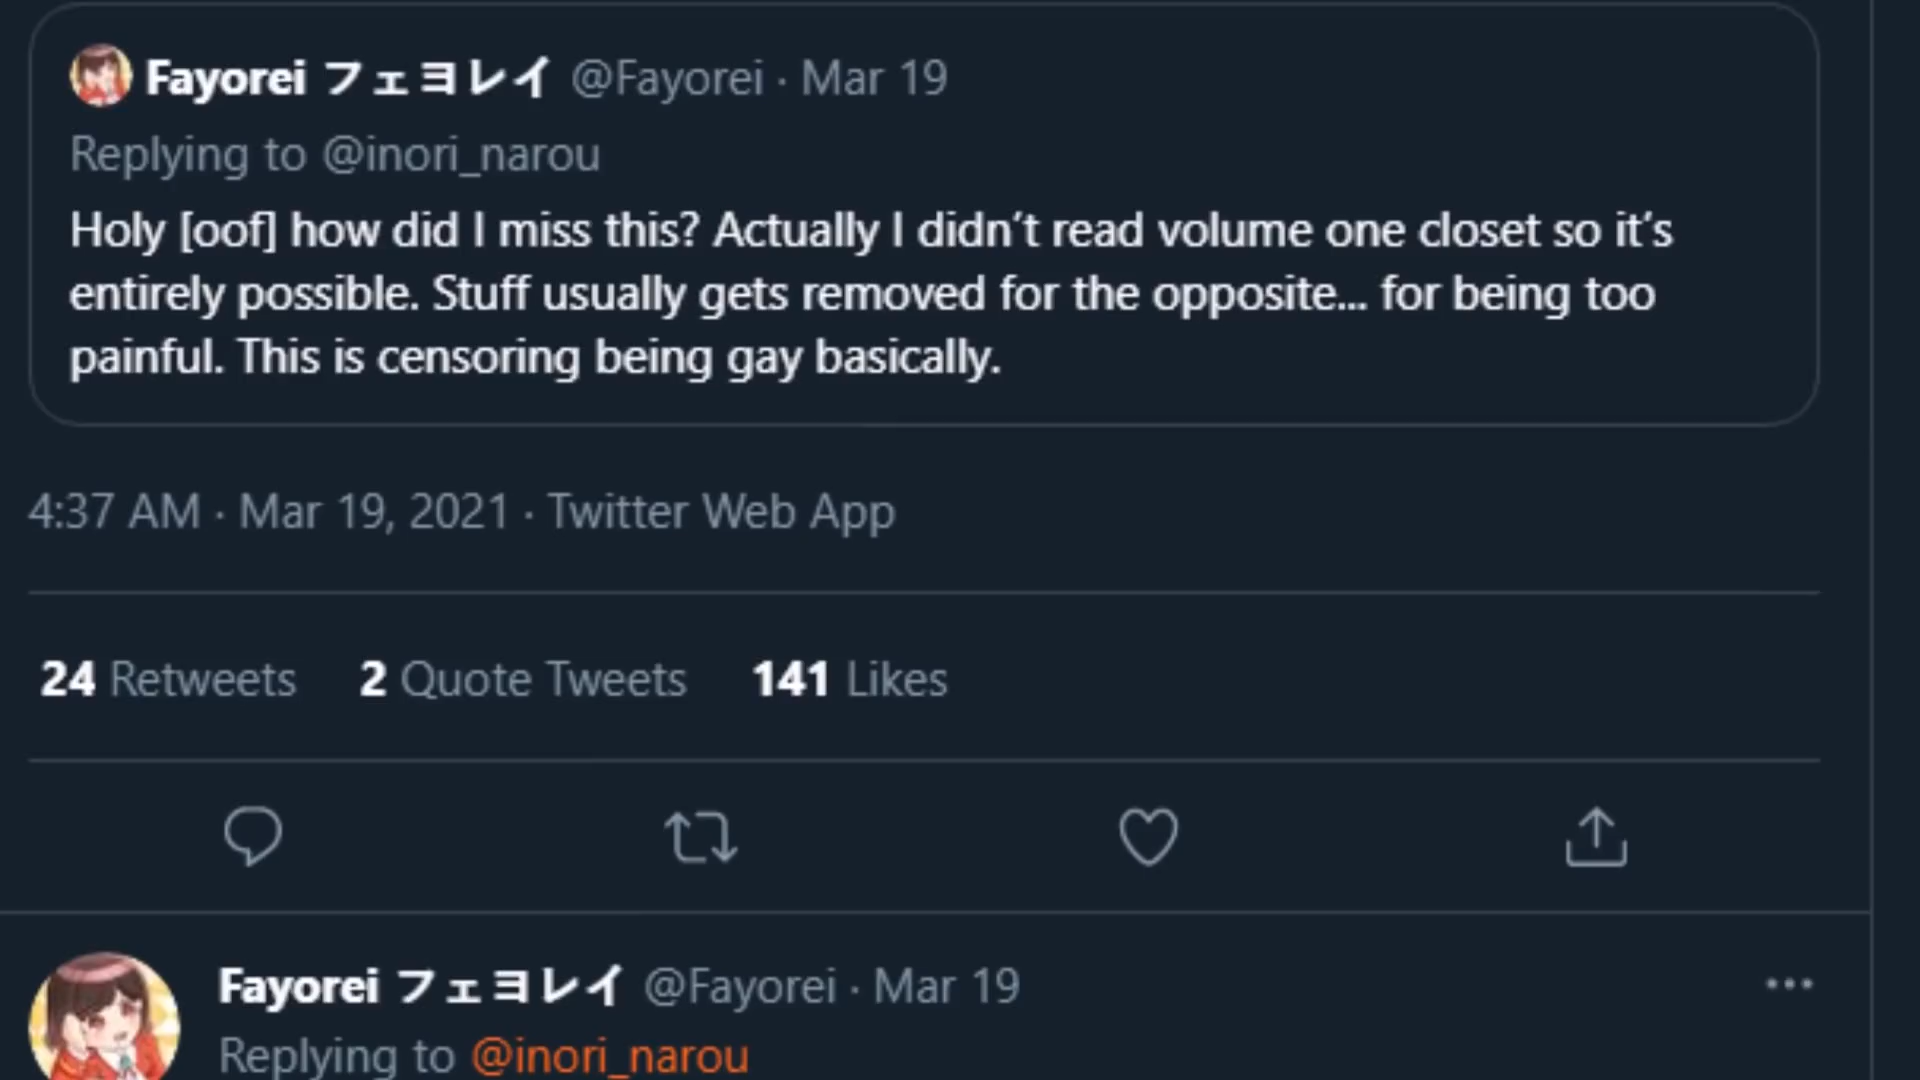 Fayorei フェヨレイ @Fayorei · Mar 19
Replying to @inori_narou
Holy [oof] how did I miss this? Actually I didn’t read volume one closet so it’s
entirely possible. Stuff usually gets removed for the opposite... for being too
painful. This is censoring being gay basically.
4:37 AM · Mar 19, 2021 · Twitter Web App
24 Retweets 2 Quote Tweets 141 Likes
Fayorei フェヨレイ @Fayorei · Mar 19
Replying to @inori_narou